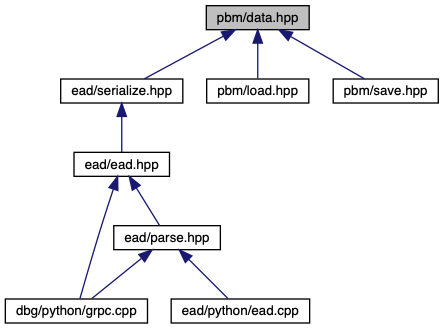 pbm/data.hpp
ead/serialize.hpp
pbm/load.hpp
pbm/save.hpp
ead/ead.hpp
ead/parse.hpp
dbg/python/grpc.cpp
ead/python/ead.cpp